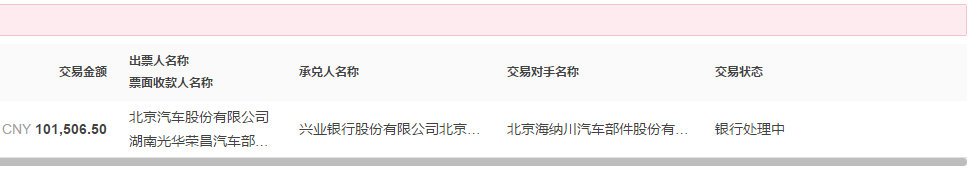 交易金额
出票人名称
票面收款人名称
承兑人名称
交易对手名称
交易状态
CNY 101,506.50
北京汽车股份有限公司
湖南光华荣昌汽车部...
兴业银行股份有限公司北京...
北京海纳川汽车部件股份有...
银行处理中